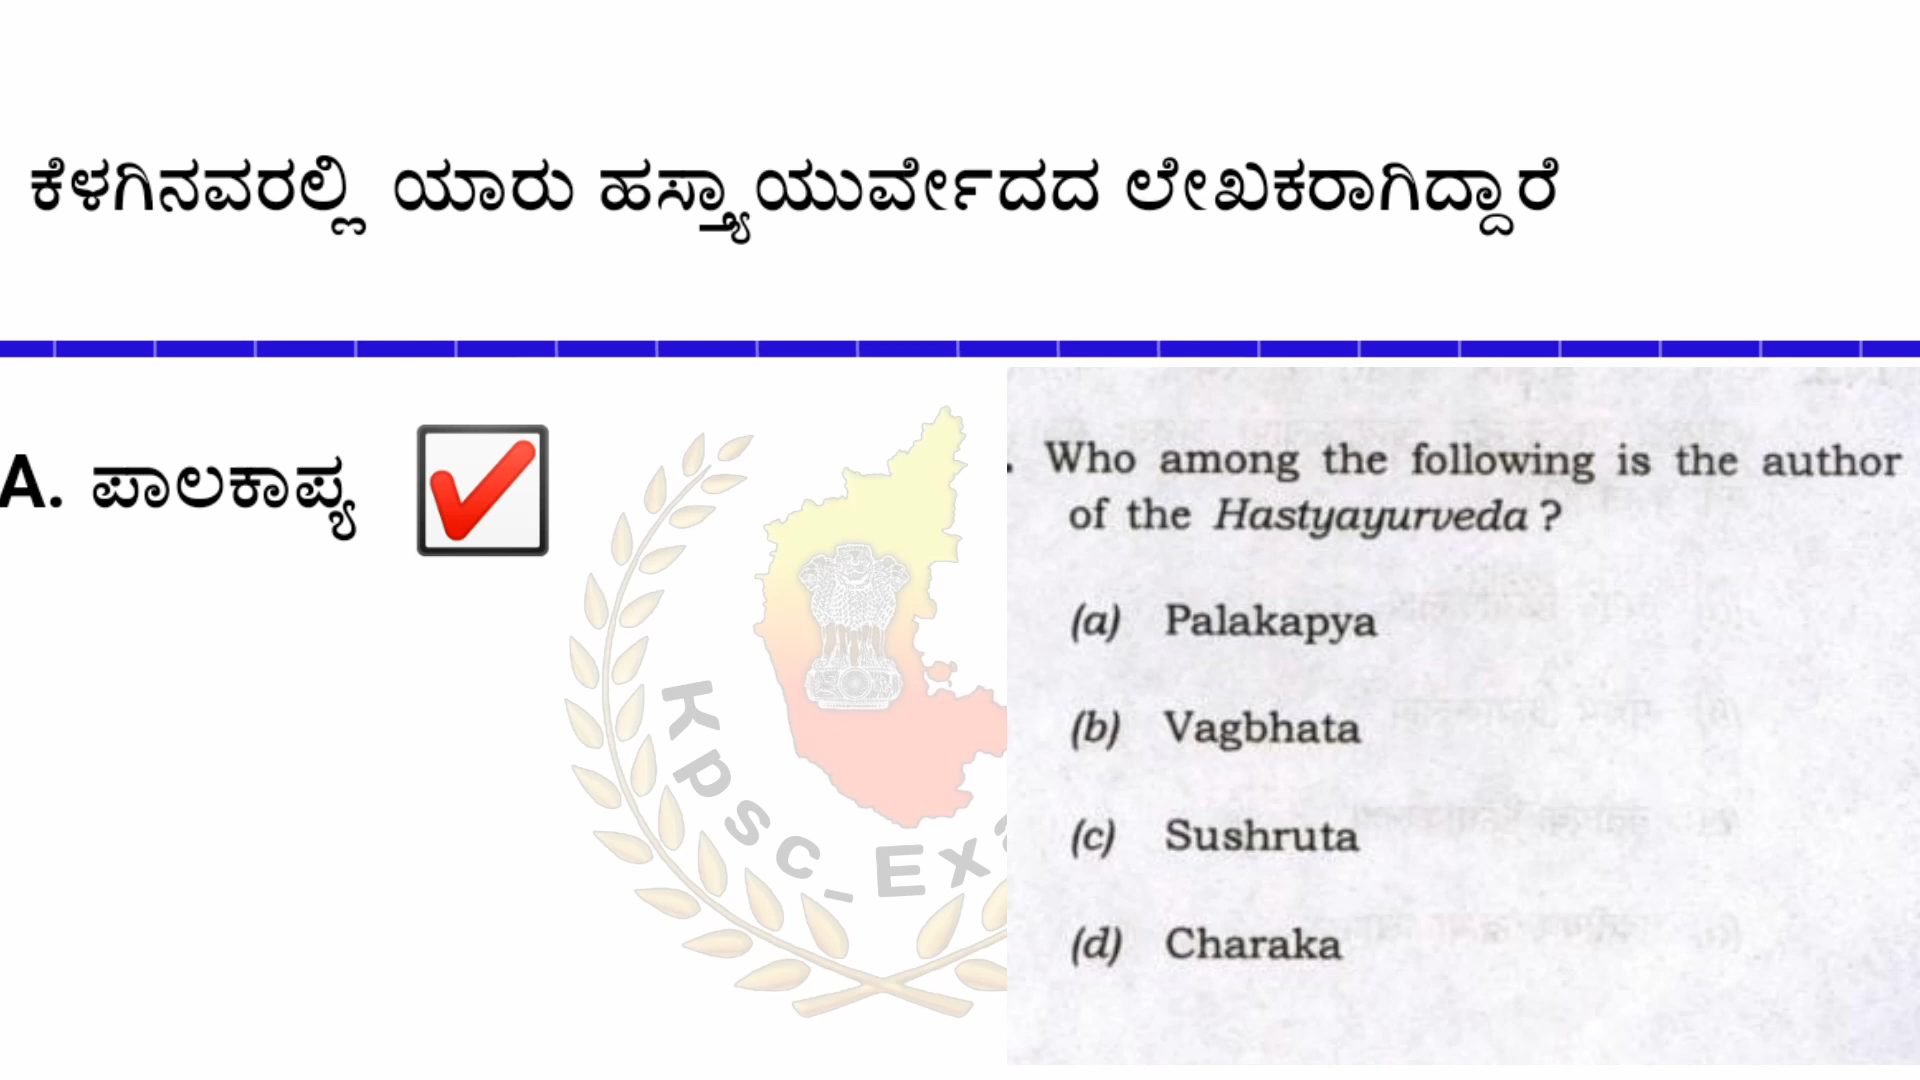 ಕೆಳಗಿನವರಲ್ಲಿ ಯಾರು ಹಸ್ತ್ಯಾಯುರ್ವೇದದ ಲೇಖಕರಾಗಿದ್ದಾರೆ
A. ಪಾಲಕಾಪ್ಯ
Kpsc_Exa
. Who among the following is the author
of the Hastyayurveda ?
(a) Palakapya
(b) Vagbhata
(c) Sushruta
(d) Charaka